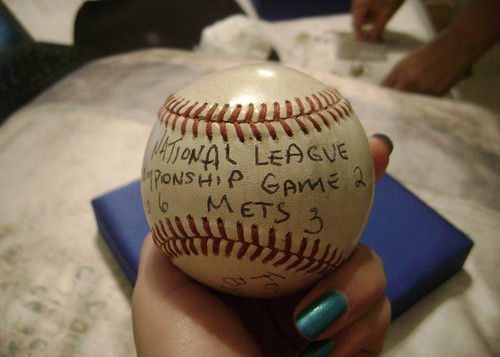 NATIONAL LEAGUE
MPIONSHIP GAME 2
6 METS 3